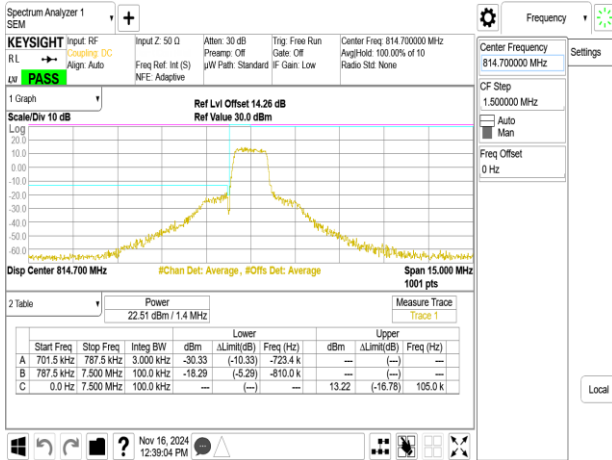 Spectrum Analyzer 1
SEM
Frequency
KEYSIGHT
RL
LXI
PASS
Input: RF
Coupling: DC
Align: Auto
Input Z: 50 Ω
Freq Ref: Int (S)
NFE: Adaptive
Atten: 30 dB
Preamp: Off
µW Path: Standard
Trig: Free Run
Gate: Off
IF Gain: Low
Center Freq: 814.700000 MHz
Avg|Hold: 100.00% of 10
Radio Std: None
Center Frequency
814.700000 MHz
Settings
CF Step
1.500000 MHz
Auto
Man
Freq Offset
0 Hz
Local
1 Graph
Scale/Div 10 dB
Ref Lvl Offset 14.26 dB
Ref Value 30.0 dBm
Log
20.0
10.0
0.00
-10.0
-20.0
-30.0
-40.0
-50.0
-60.0
Disp Center 814.700 MHz
#Chan Det: Average , #Offs Det: Average
Span 15.000 MHz
1001 pts
2 Table
Power
22.51 dBm / 1.4 MHz
Measure Trace
Trace 1
Lower Upper
Start Freq Stop Freq Integ BW dBm ΔLimit(dB) Freq (Hz) dBm ΔLimit(dB) Freq (Hz)
A 701.5 kHz 787.5 kHz 3.000 kHz -30.33 (-10.33) -723.4 k --- (---) ---
B 787.5 kHz 7.500 MHz 100.0 kHz -18.29 (-5.29) -810.0 k --- (---) ---
C 0.0 Hz 7.500 MHz 100.0 kHz --- (---) --- 13.22 (-16.78) 105.0 k
?
Nov 16, 2024
12:39:04 PM